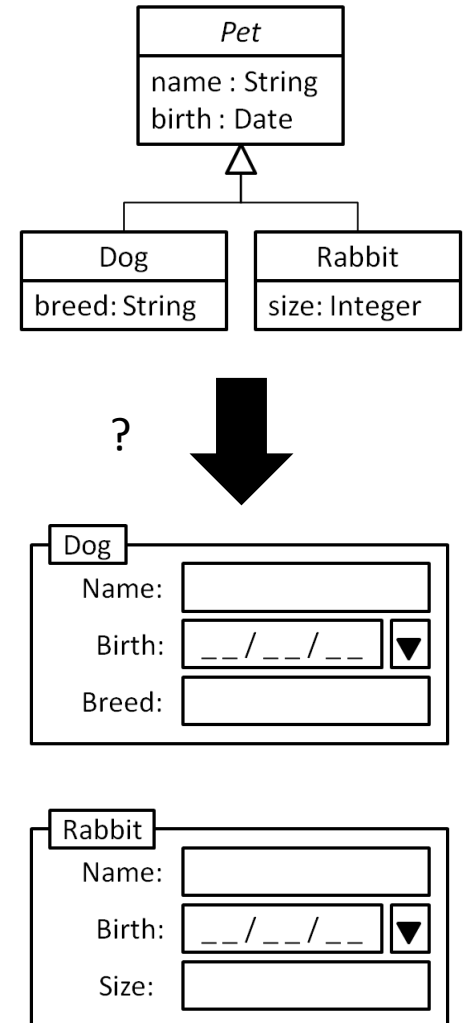 Pet
name : String
birth : Date
Dog
breed: String
Rabbit
size: Integer
?
Dog
Name:
Birth: __/__/__
Breed:
Rabbit
Name:
Birth: __/__/__
Size: